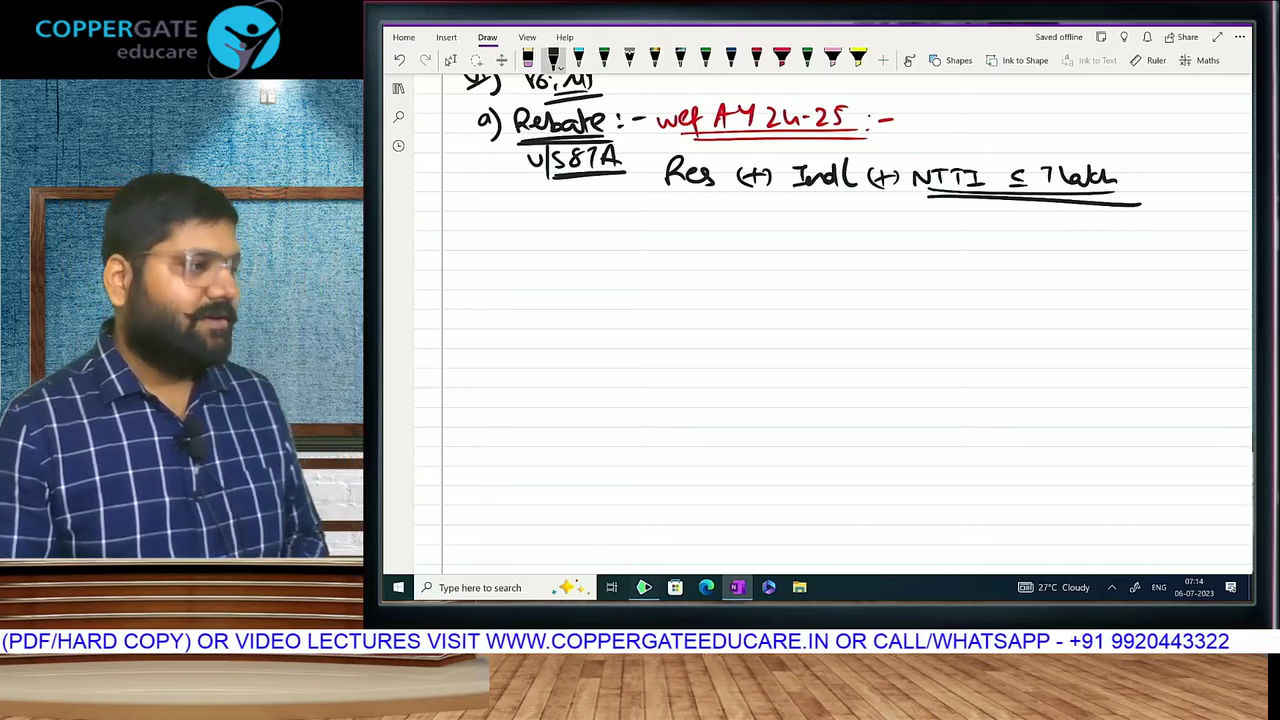 COPPERGATE
educare
Home Insert Draw View Help
Saved offline
Share
Shapes
Ink to Shape
Ink to Text
Ruler
Maths
a) Rebate :- wef AY 24-25 :-
u/s 87A
Res (+) Indl (+) NTTI ≤ 7 lakh
Type here to search
27°C Cloudy
ENG
07:14
06-07-2023
(PDF/HARD COPY) OR VIDEO LECTURES VISIT WWW.COPPERGATEEDUCARE.IN OR CALL/WHATSAPP - +91 9920443322